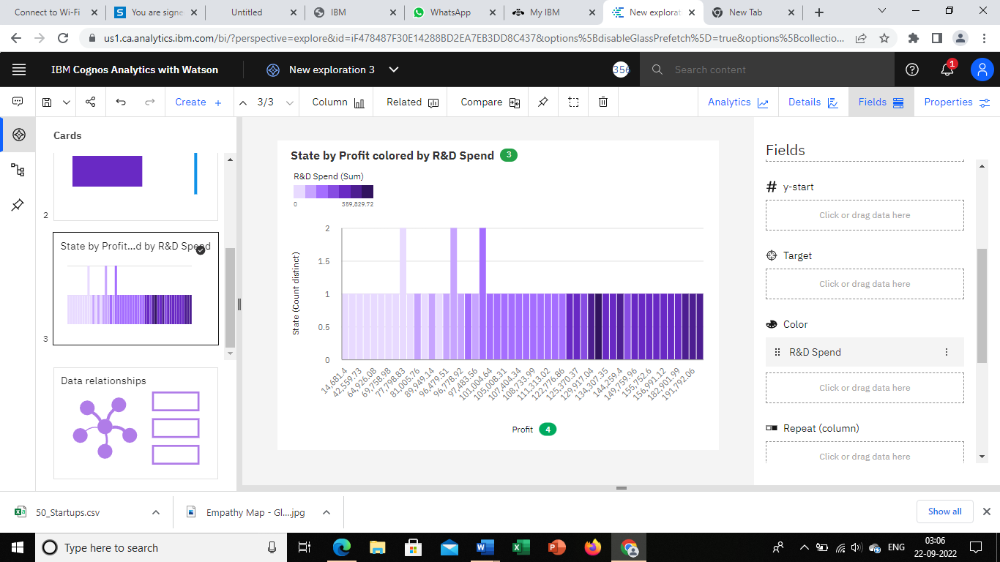 Connect to Wi-Fi
You are signe
Untitled
IBM
WhatsApp
My IBM
New explorat
New Tab
us1.ca.analytics.ibm.com/bi/?perspective=explore&id=iF478487F30E14288BD2EA7EB3DD8C437&options%5BdisableGlassPrefetch%5D=true&options%5Bcollectio...
IBM Cognos Analytics with Watson
New exploration 3
356
Search content
1
Create +
3/3
Column
Related
Compare
Analytics
Details
Fields
Properties
Cards
2
State by Profit...d by R&D Spend
3
Data relationships
State by Profit colored by R&D Spend 3
R&D Spend (Sum)
0 359,829.72
State (Count distinct)
2
1.5
1
0.5
0
14,681.4
42,559.73
64,926.08
69,758.98
77,798.83
81,005.76
89,949.14
96,479.51
96,778.92
97,483.56
101,004.64
105,008.31
107,404.34
108,733.99
111,313.02
122,776.86
125,370.37
129,917.04
134,307.35
144,259.4
149,759.96
155,752.6
156,991.12
182,901.99
191,792.06
Profit 4
Fields
# y-start
Click or drag data here
Target
Click or drag data here
Color
R&D Spend
Click or drag data here
Repeat (column)
Click or drag data here
50_Startups.csv
Empathy Map - Gl....jpg
Show all
Type here to search
ENG
03:06
22-09-2022